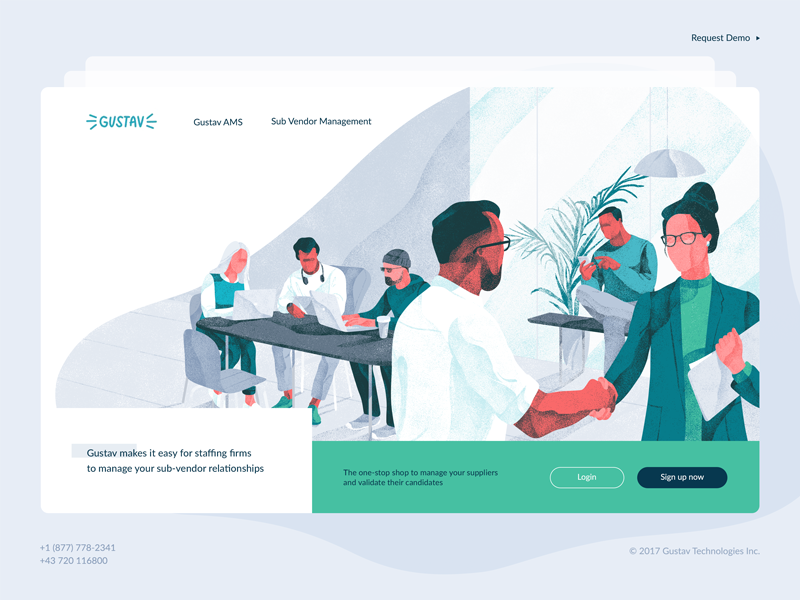 Request Demo
GUSTAV
Gustav AMS
Sub Vendor Management
Gustav makes it easy for staffing firms
to manage your sub-vendor relationships
The one-stop shop to manage your suppliers
and validate their candidates
Login
Sign up now
+1 (877) 778-2341
+43 720 116800
© 2017 Gustav Technologies Inc.